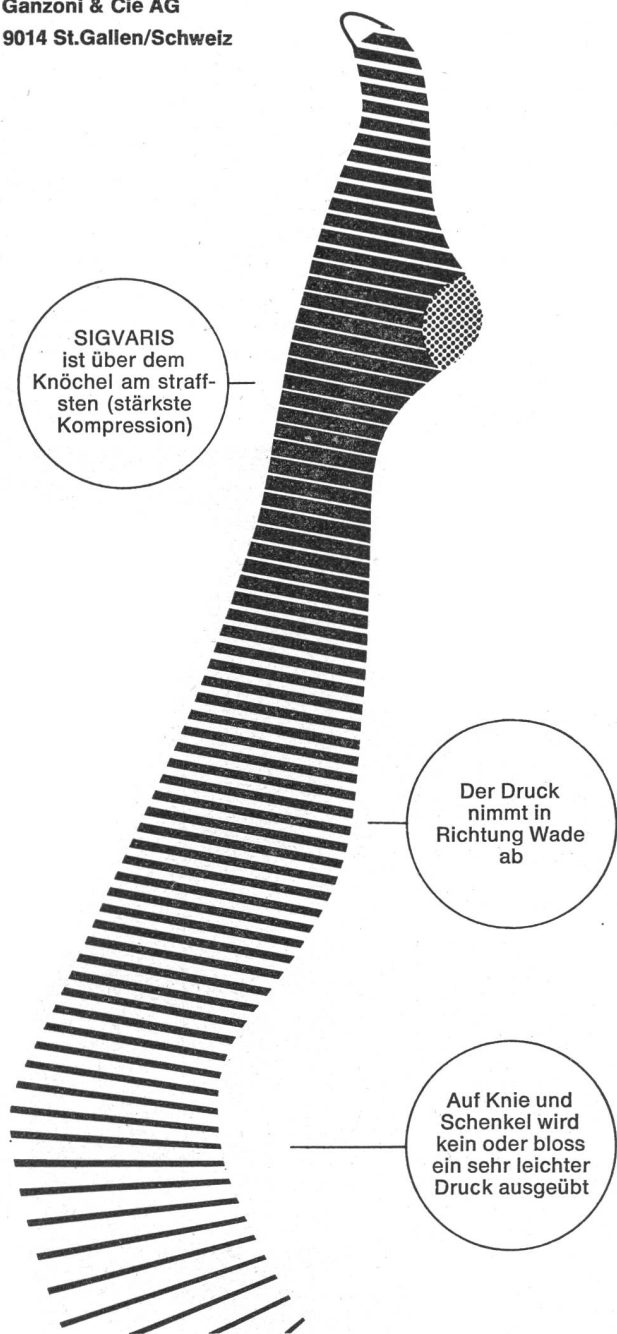 Ganzoni & Cie AG
9014 St.Gallen/Schweiz
SIGVARIS
ist über dem
Knöchel am straff-
sten (stärkste
Kompression)
Der Druck
nimmt in
Richtung Wade
ab
Auf Knie und
Schenkel wird
kein oder bloss
ein sehr leichter
Druck ausgeübt